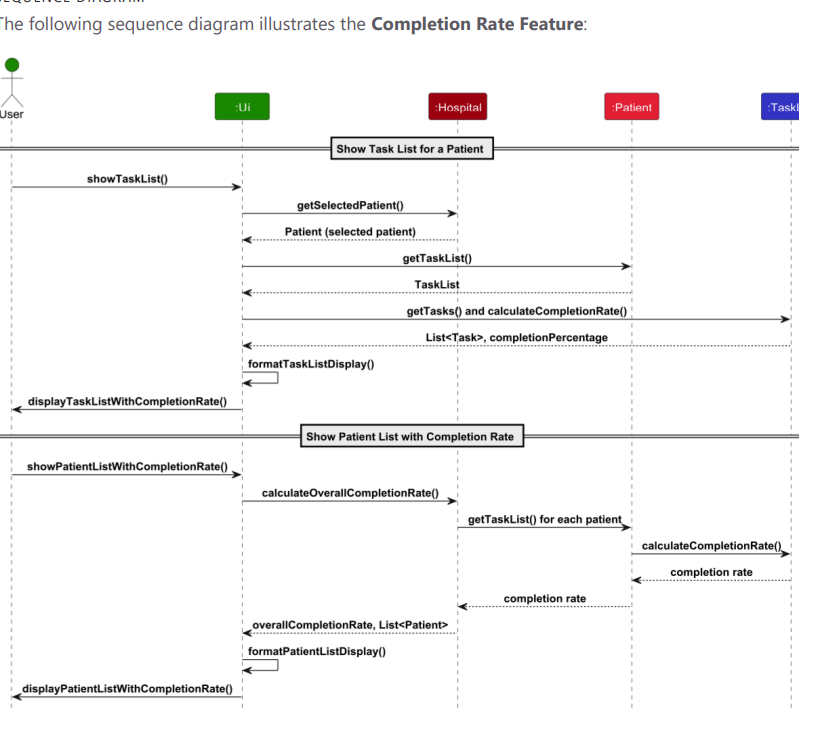 The following sequence diagram illustrates the Completion Rate Feature:
User
:Ui
:Hospital
:Patient
Show Task List for a Patient
showTaskList()
getSelectedPatient()
Patient (selected patient)
getTaskList()
TaskList
getTasks() and calculateCompletionRate()
List<Task>, completionPercentage
formatTaskListDisplay()
displayTaskListWithCompletionRate()
Show Patient List with Completion Rate
showPatientListWithCompletionRate()
calculateOverallCompletionRate()
getTaskList() for each patient
calculateCompletionRate()
completion rate
completion rate
overallCompletionRate, List<Patient>
formatPatientListDisplay()
displayPatientListWithCompletionRate()